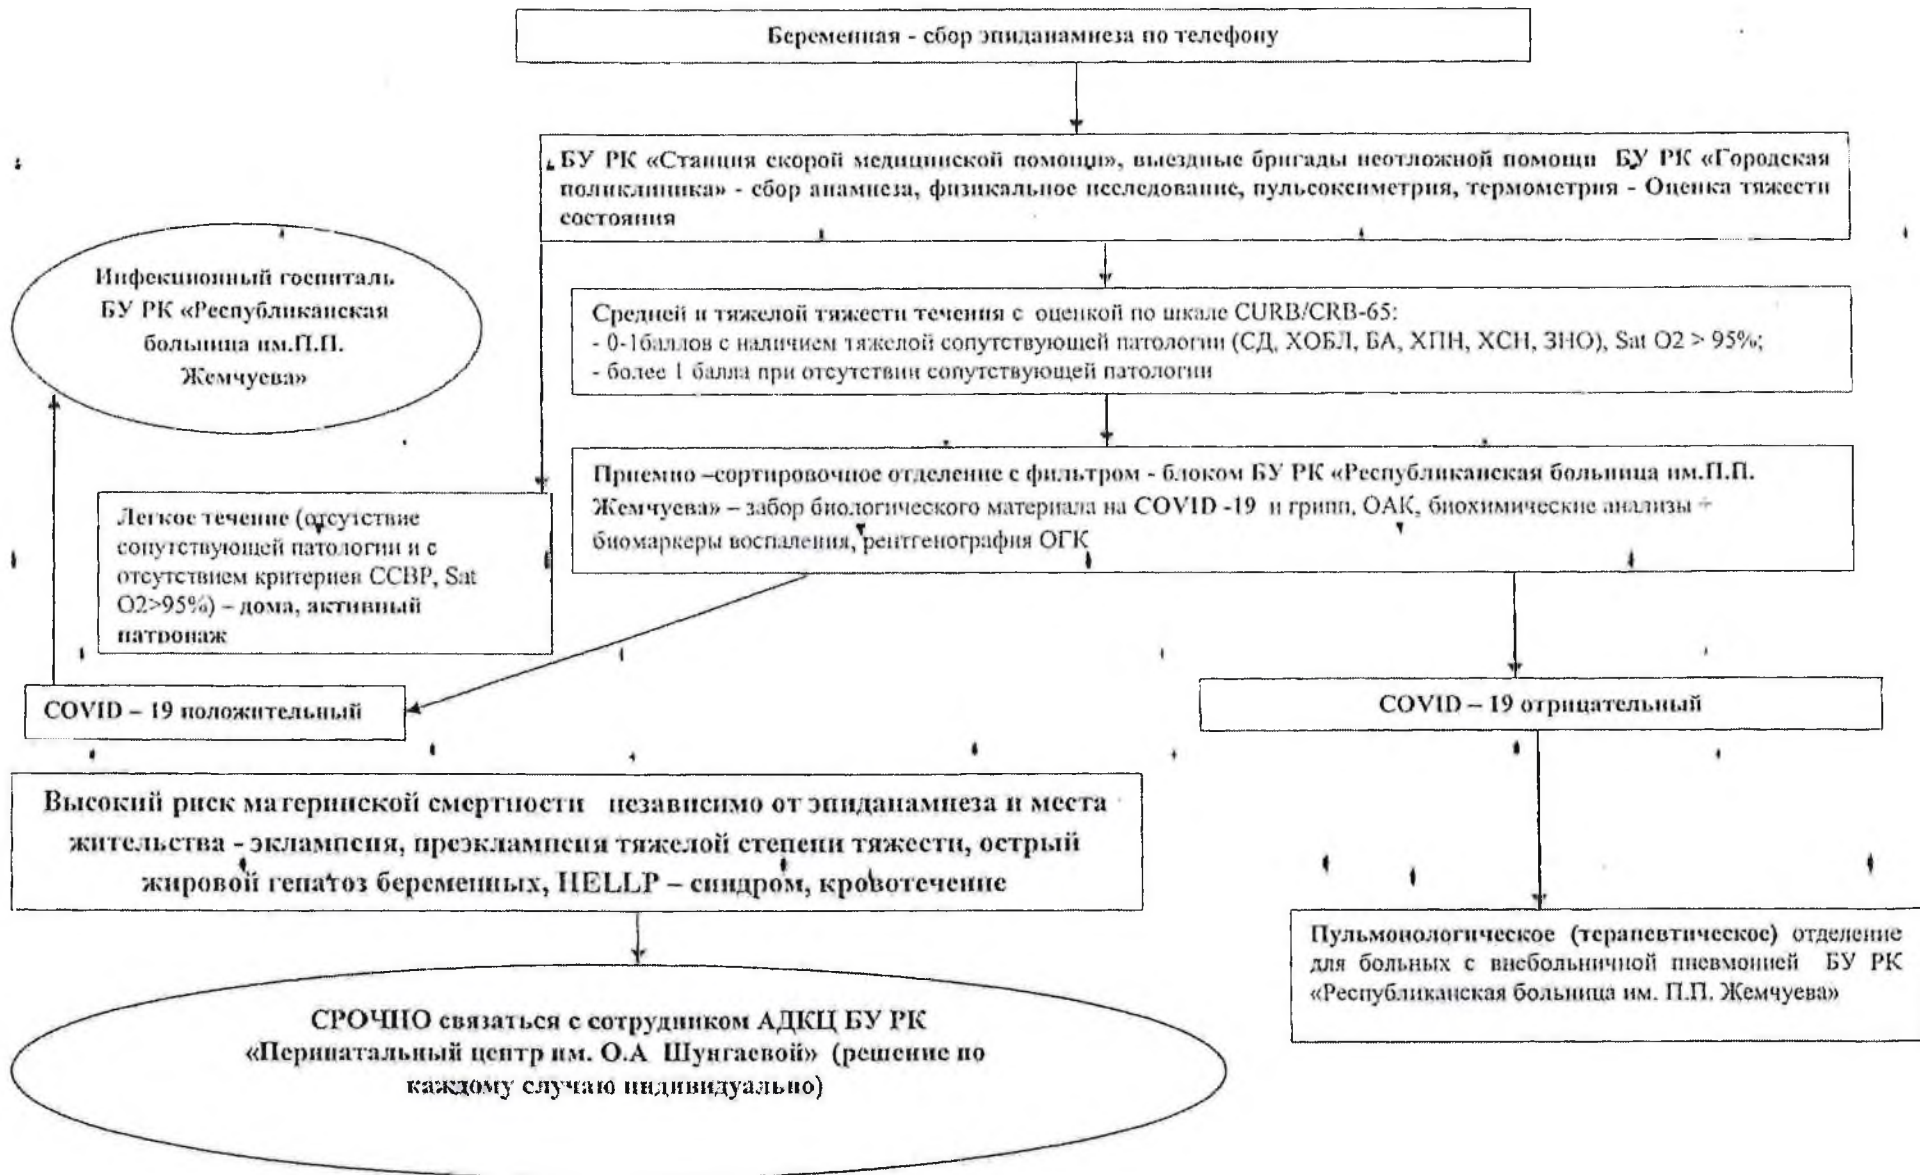 Беременная - сбор эпиданамнеза по телефону
БУ РК «Станция скорой медицинской помощи», выездные бригады неотложной помощи БУ РК «Городская
поликлиника» - сбор анамнеза, физикальное исследование, пульсоксиметрия, термометрия - Оценка тяжести
состояния
Инфекционный госпиталь
БУ РК «Республиканская
больница им.П.П.
Жемчуева»
Средней и тяжелой тяжести течения с оценкой по шкале CURB/CRB-65:
- 0-1баллов с наличием тяжелой сопутствующей патологии (СД, ХОБЛ, БА, ХПН, ХСН, ЗНО), Sat O2 > 95%;
- более 1 балла при отсутствии сопутствующей патологии
Приемно –сортировочное отделение с фильтром - блоком БУ РК «Республиканская больница им.П.П.
Жемчуева» – забор биологического материала на COVID -19 и грипп, ОАК, биохимические анализы +
биомаркеры воспаления, рентгенография ОГК
Легкое течение (отсутствие
сопутствующей патологии и с
отсутствием критериев ССВР, Sat
O2>95%) – дома, активный
патронаж
COVID – 19 положительный
COVID – 19 отрицательный
Высокий риск материнской смертности независимо от эпиданамнеза и места
жительства - эклампсия, преэклампсия тяжелой степени тяжести, острый
жировой гепатоз беременных, HELLP – синдром, кровотечение
Пульмонологическое (терапевтическое) отделение
для больных с внебольничной пневмонией БУ РК
«Республиканская больница им. П.П. Жемчуева»
СРОЧНО связаться с сотрудником АДКЦ БУ РК
«Перинатальный центр им. О.А Шунгаевой» (решение по
каждому случаю индивидуально)